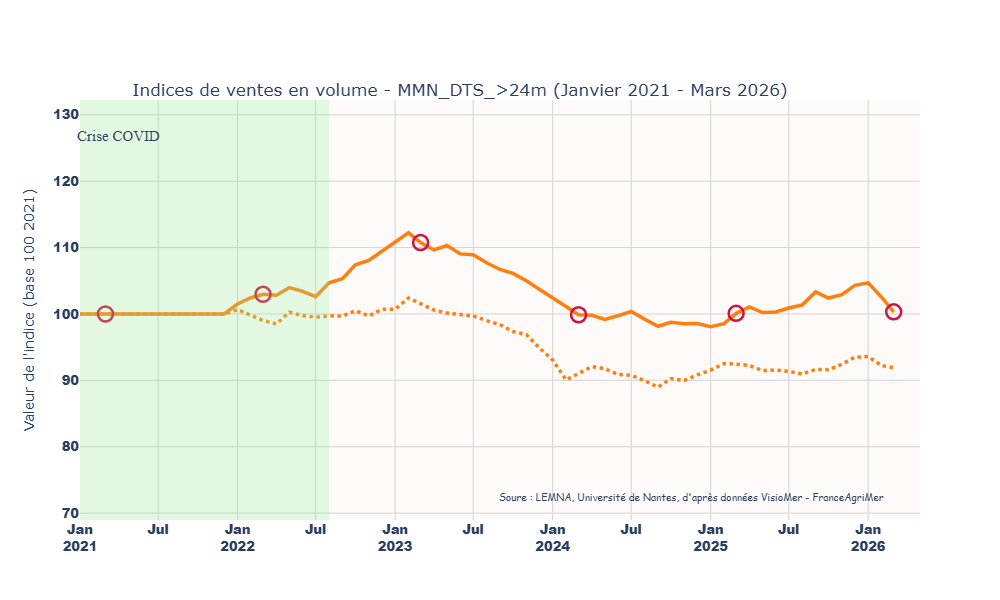 Indices de ventes en volume - MMN_DTS_>24m (Janvier 2021 - Mars 2026)
Valeur de l'indice (base 100 2021)
130
Crise COVID
120
110
100
90
80
Soure : LEMNA, Université de Nantes, d'après données VisioMer - FranceAgriMer
70
Jan Jul Jan Jul Jan Jul Jan Jul Jan Jul Jan
2021 2022 2023 2024 2025 2026